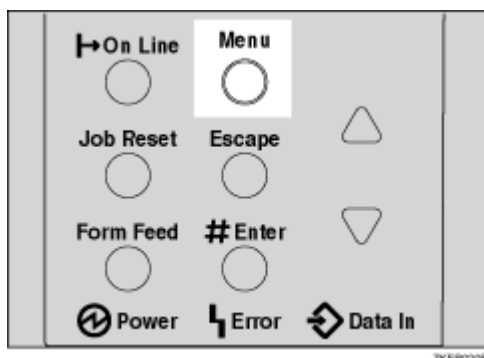 On Line Menu
Job Reset Escape
Form Feed # Enter
Power Error Data In